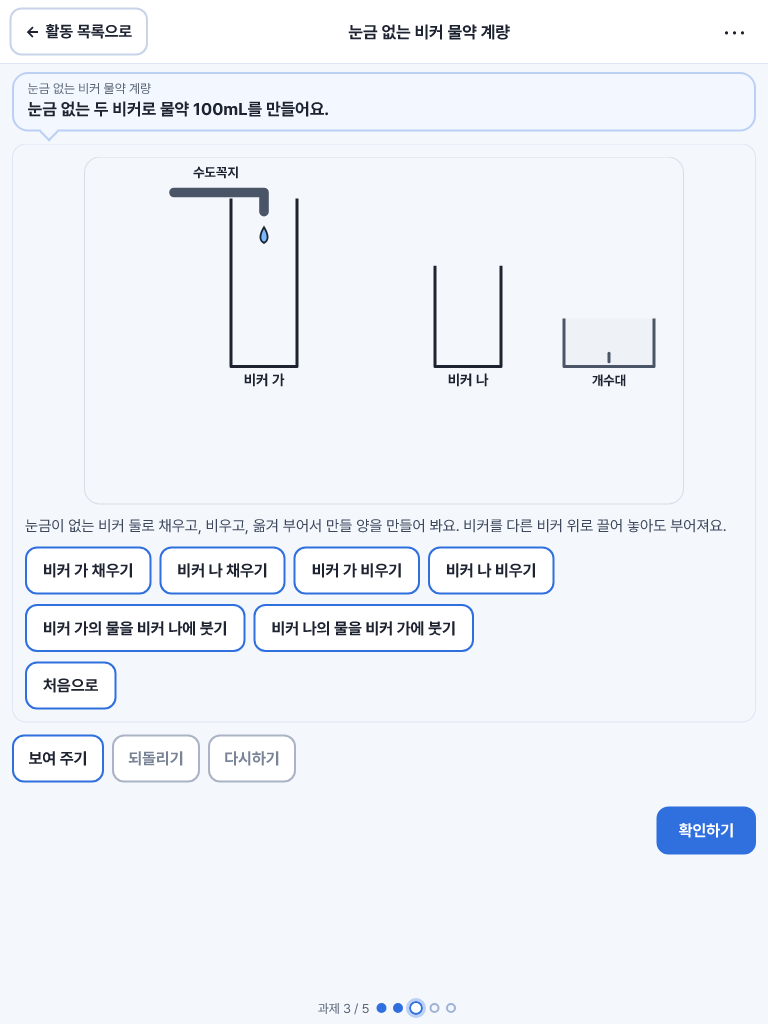 ← 활동 목록으로
눈금 없는 비커 물약 계량
...
눈금 없는 비커 물약 계량
눈금 없는 두 비커로 물약 100mL를 만들어요.
수도꼭지
비커 가
비커 나
개수대
눈금이 없는 비커 둘로 채우고, 비우고, 옮겨 부어서 만들 양을 만들어 봐요. 비커를 다른 비커 위로 끌어 놓아도 부어져요.
비커 가 채우기
비커 나 채우기
비커 가 비우기
비커 나 비우기
비커 가의 물을 비커 나에 붓기
비커 나의 물을 비커 가에 붓기
처음으로
보여 주기
되돌리기
다시하기
확인하기
과제 3 / 5